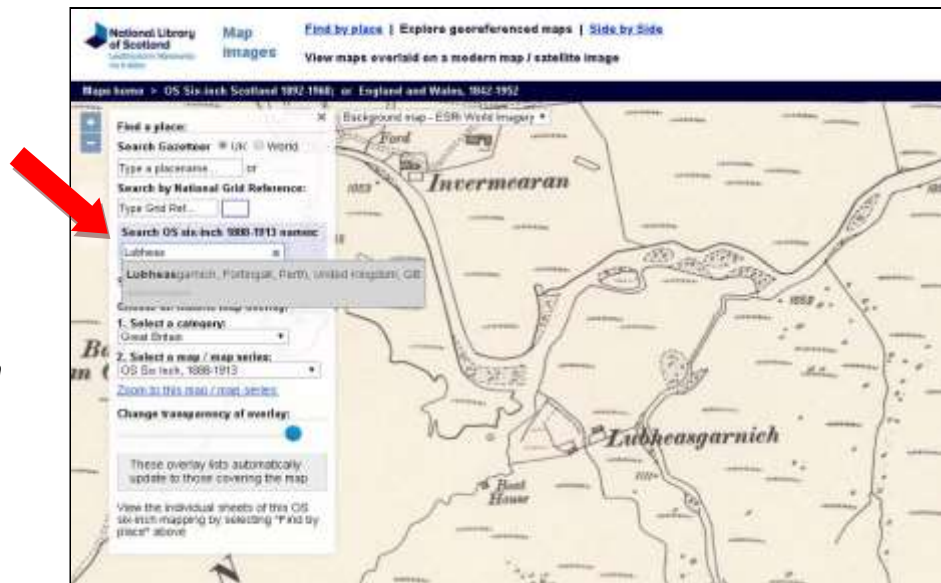 National Library
of Scotland
Map
Images
Find by place | Explore georeferenced maps | Side by Side
View maps overlaid on a modern map / satellite image
Maps home > OS Six-inch Scotland 1892-1960; or England and Wales, 1842-1952
Background map - ESRI World Imagery
Find a place:
Search Gazetteer UK World
Type a placename or
Search by National Grid Reference:
Type Grid Ref...
Search OS six-inch 1888-1913 names:
Lubheas
Lubheasgarnich, Fortingall, Perth, United Kingdom, GB
1. Select a category:
Great Britain
2. Select a map / map series:
OS Six Inch, 1888-1913
Zoom to this map / map series
Change transparency of overlay:
These overlay lists automatically
update to those covering the map
View the individual sheets of this OS
six-inch mapping by selecting "Find by
place" above
Ford
Invermearan
Lubheasgarnich
Boat
House